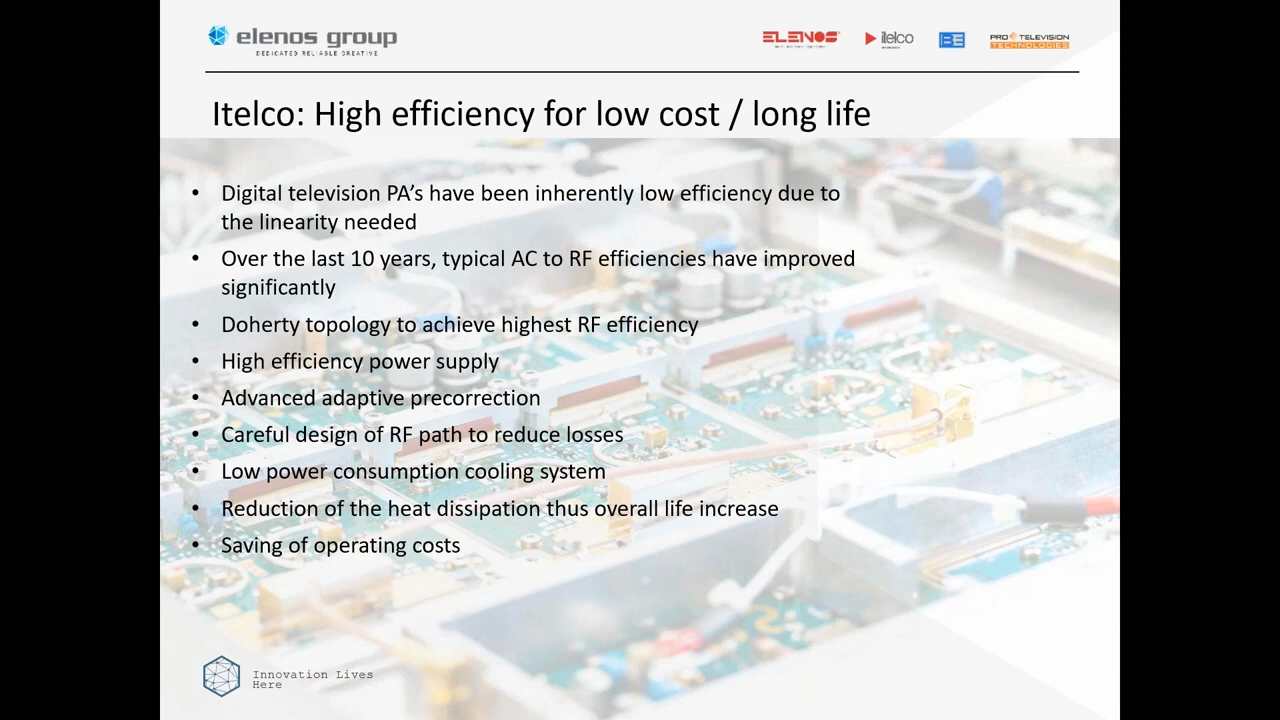 elenos group
DEDICATED RELIABLE CREATIVE
ELENOS
itelco
BE
PRO TELEVISION
TECHNOLOGIES
Itelco: High efficiency for low cost / long life
• Digital television PA’s have been inherently low efficiency due to
the linearity needed
• Over the last 10 years, typical AC to RF efficiencies have improved
significantly
• Doherty topology to achieve highest RF efficiency
• High efficiency power supply
• Advanced adaptive precorrection
• Careful design of RF path to reduce losses
• Low power consumption cooling system
• Reduction of the heat dissipation thus overall life increase
• Saving of operating costs
Innovation Lives
Here